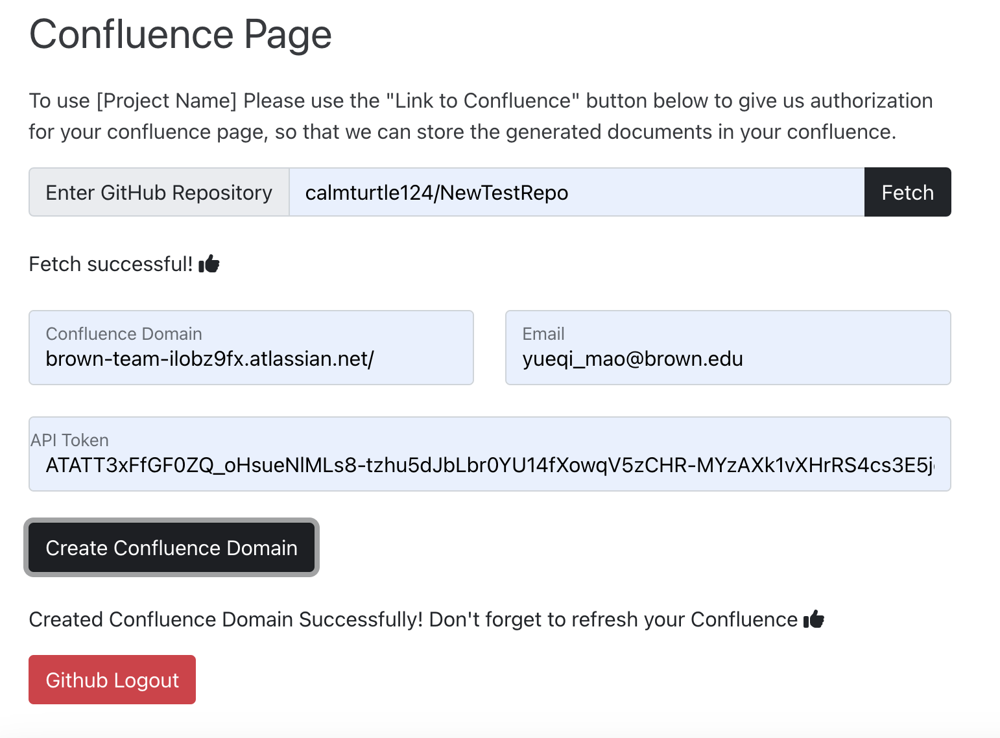 Confluence Page
To use [Project Name] Please use the "Link to Confluence" button below to give us authorization
for your confluence page, so that we can store the generated documents in your confluence.
Enter GitHub Repository calmturtle124/NewTestRepo Fetch
Fetch successful!
Confluence Domain Email
brown-team-ilobz9fx.atlassian.net/ yueqi_mao@brown.edu
API Token
ATATT3xFfGF0ZQ_oHsueNlMLs8-tzhu5dJbLbr0YU14fXowqV5zCHR-MYzAXk1vXHrRS4cs3E5j
Create Confluence Domain
Created Confluence Domain Successfully! Don't forget to refresh your Confluence
Github Logout